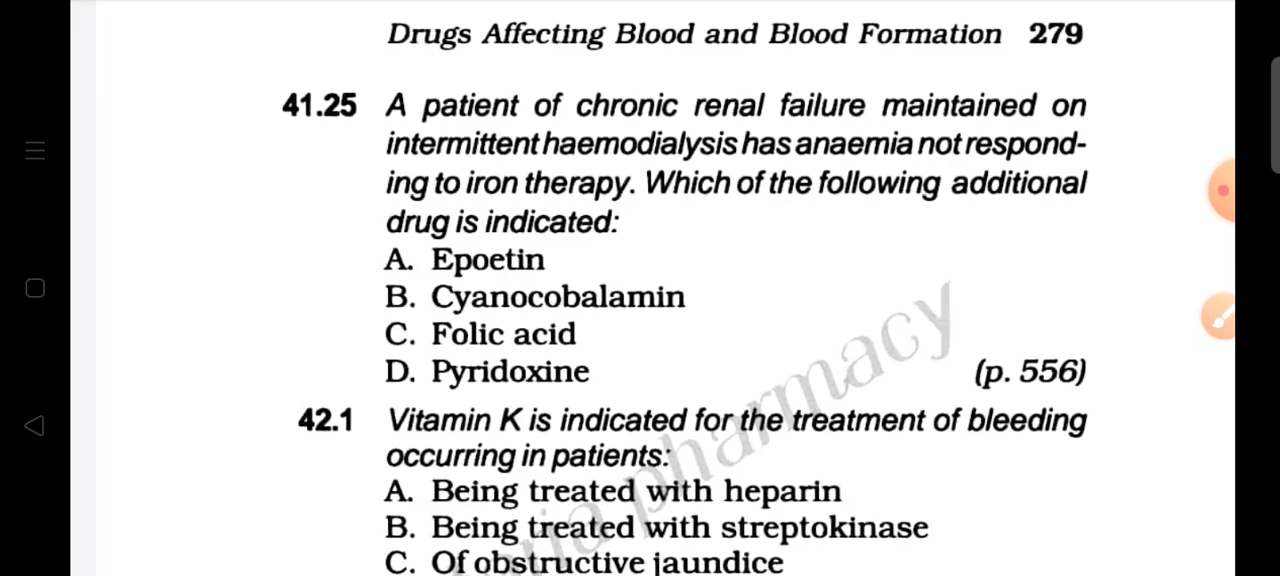 Drugs Affecting Blood and Blood Formation 279
41.25 A patient of chronic renal failure maintained on
intermittent haemodialysis has anaemia not respond-
ing to iron therapy. Which of the following additional
drug is indicated:
A. Epoetin
B. Cyanocobalamin
C. Folic acid
D. Pyridoxine (p. 556)
42.1 Vitamin K is indicated for the treatment of bleeding
occurring in patients:
A. Being treated with heparin
B. Being treated with streptokinase
C. Of obstructive jaundice
pharmacy